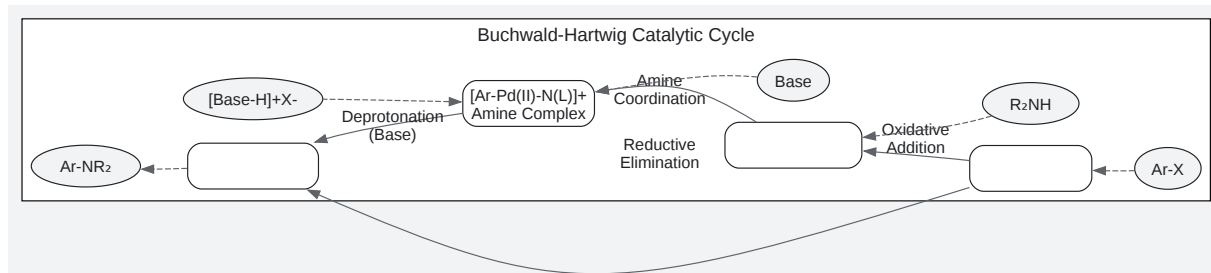 Buchwald-Hartwig Catalytic Cycle
[Base-H]+X-
[Ar-Pd(II)-N(L)]+
Amine Complex
Amine
Coordination
Base
R₂NH
Deprotonation
(Base)
Oxidative
Addition
Reductive
Elimination
Ar-NR₂
Ar-X